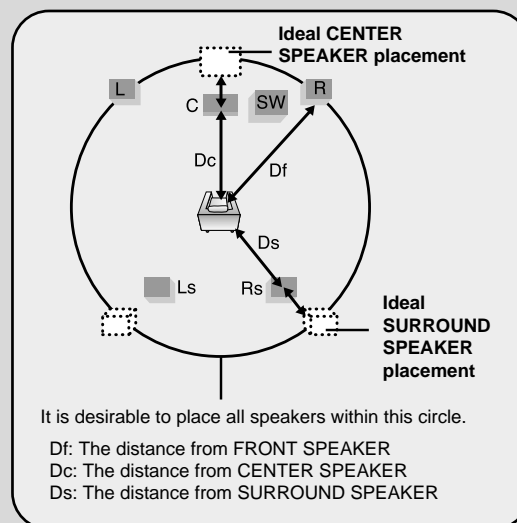 Ideal CENTER
SPEAKER placement
L
C
SW
R
Dc
Df
Ds
Ls
Rs
Ideal
SURROUND
SPEAKER
placement
It is desirable to place all speakers within this circle.
Df: The distance from FRONT SPEAKER
Dc: The distance from CENTER SPEAKER
Ds: The distance from SURROUND SPEAKER